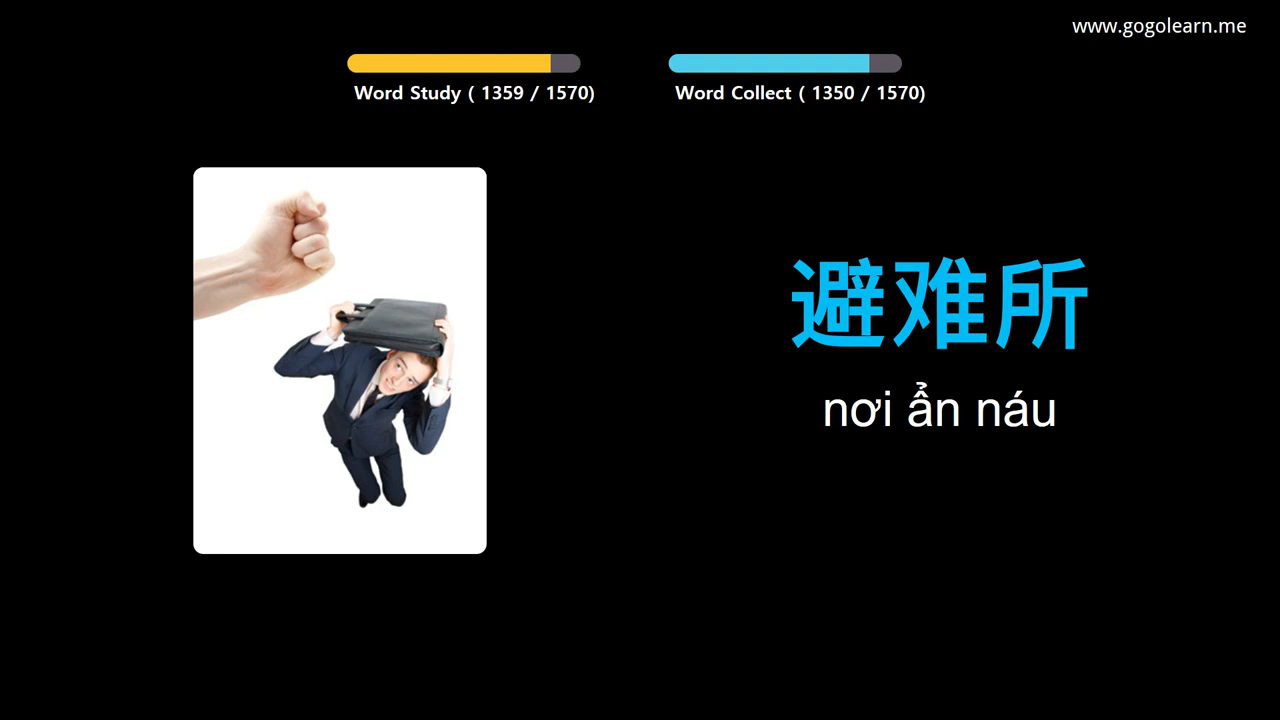 www.gogolearn.me
Word Study ( 1359 / 1570)
Word Collect ( 1350 / 1570)
避难所
nơi ẩn náu